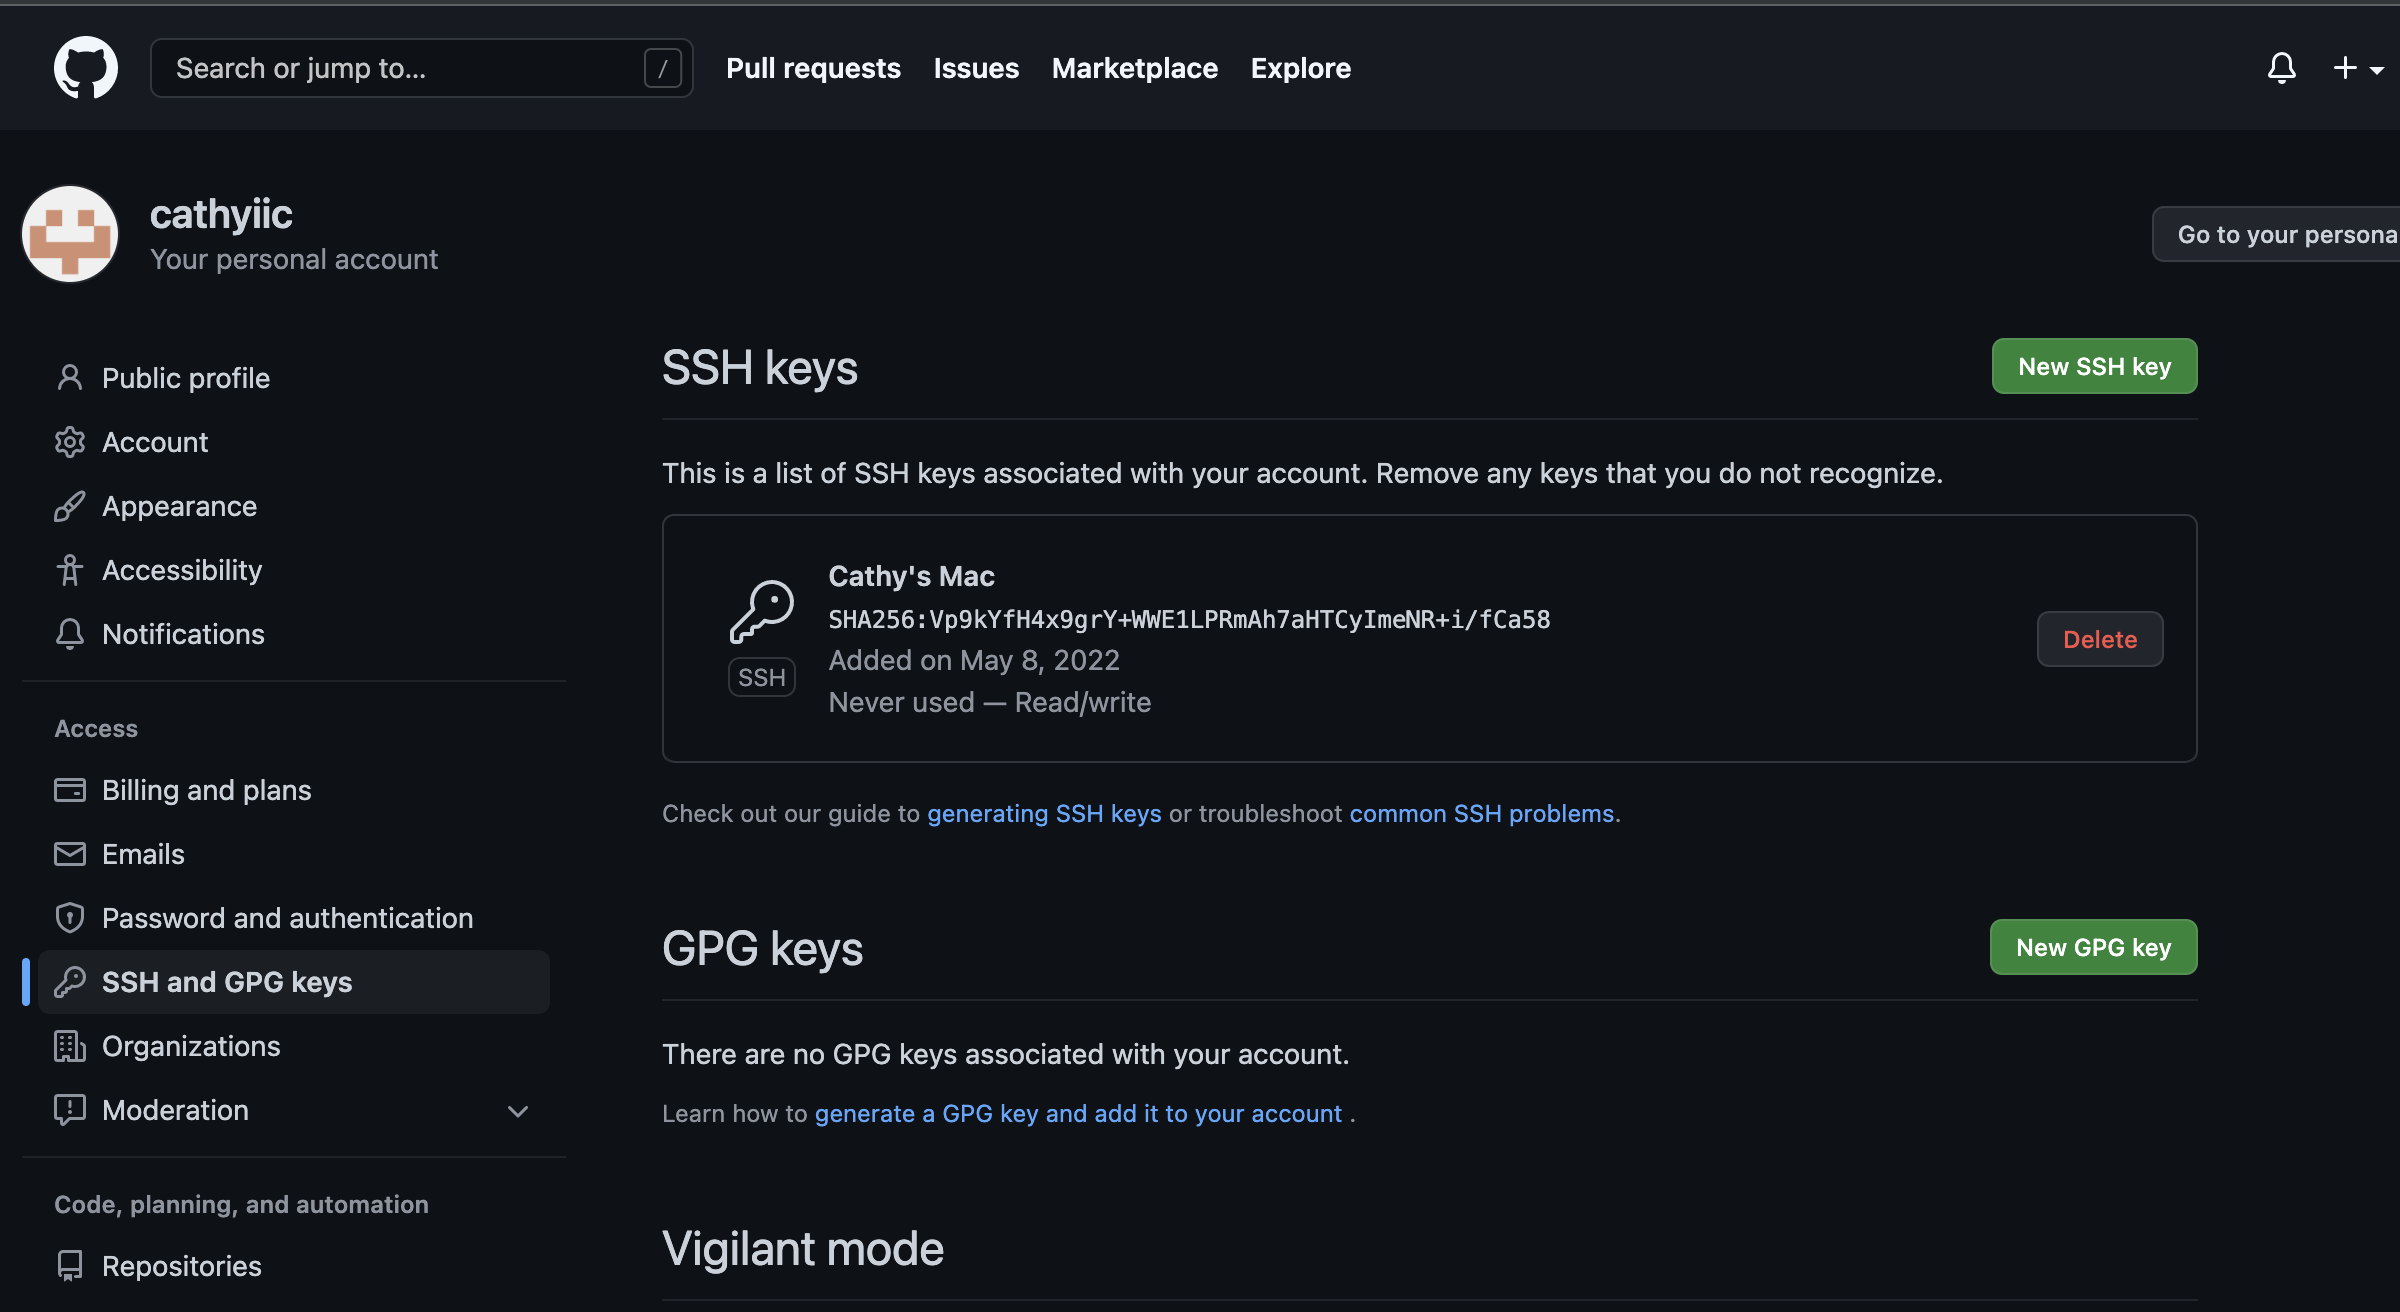 Search or jump to... /
Pull requests Issues Marketplace Explore
cathyiic
Your personal account
Go to your persona
Public profile
Account
Appearance
Accessibility
Notifications
Access
Billing and plans
Emails
Password and authentication
SSH and GPG keys
Organizations
Moderation
Code, planning, and automation
Repositories
SSH keys
New SSH key
This is a list of SSH keys associated with your account. Remove any keys that you do not recognize.
SSH
Cathy's Mac
SHA256:Vp9kYfH4x9grY+WWE1LPRmAh7aHTCyImeNR+i/fCa58
Added on May 8, 2022
Never used — Read/write
Delete
Check out our guide to generating SSH keys or troubleshoot common SSH problems.
GPG keys
New GPG key
There are no GPG keys associated with your account.
Learn how to generate a GPG key and add it to your account .
Vigilant mode